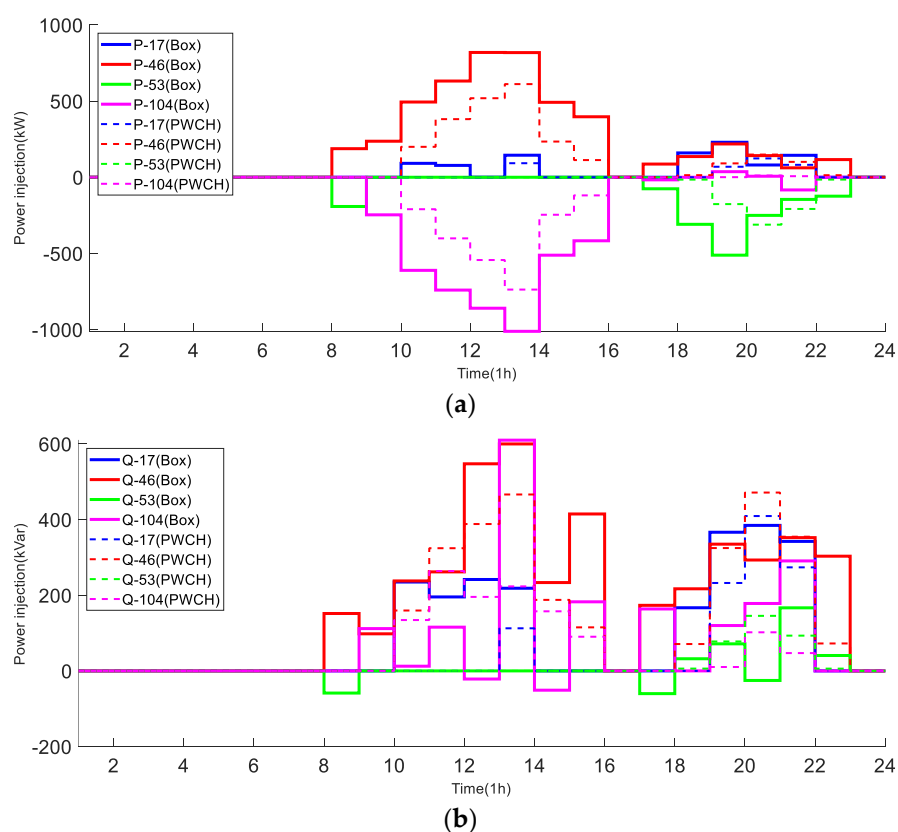 1000
500
0
-500
-1000
Power injection(kW)
P-17(Box)
P-46(Box)
P-53(Box)
P-104(Box)
P-17(PWCH)
P-46(PWCH)
P-53(PWCH)
P-104(PWCH)
2 4 6 8 10 12 14 16 18 20 22 24
Time(1h)
(a)
600
400
200
0
-200
Power injection(kVar)
Q-17(Box)
Q-46(Box)
Q-53(Box)
Q-104(Box)
Q-17(PWCH)
Q-46(PWCH)
Q-53(PWCH)
Q-104(PWCH)
2 4 6 8 10 12 14 16 18 20 22 24
Time(1h)
(b)